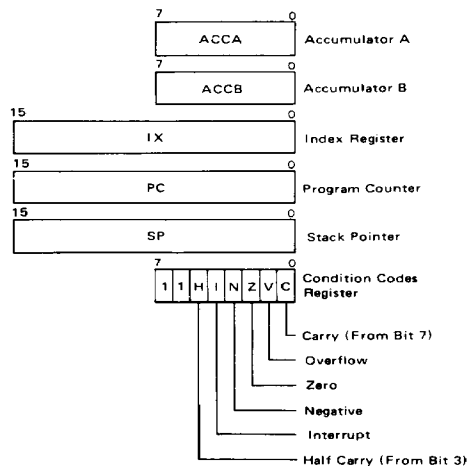 7 0
ACCA Accumulator A
7 0
ACCB Accumulator B
15 0
IX Index Register
15 0
PC Program Counter
15 0
SP Stack Pointer
7 0
1 1 H I N Z V C Condition Codes
Register
Carry (From Bit 7)
Overflow
Zero
Negative
Interrupt
Half Carry (From Bit 3)